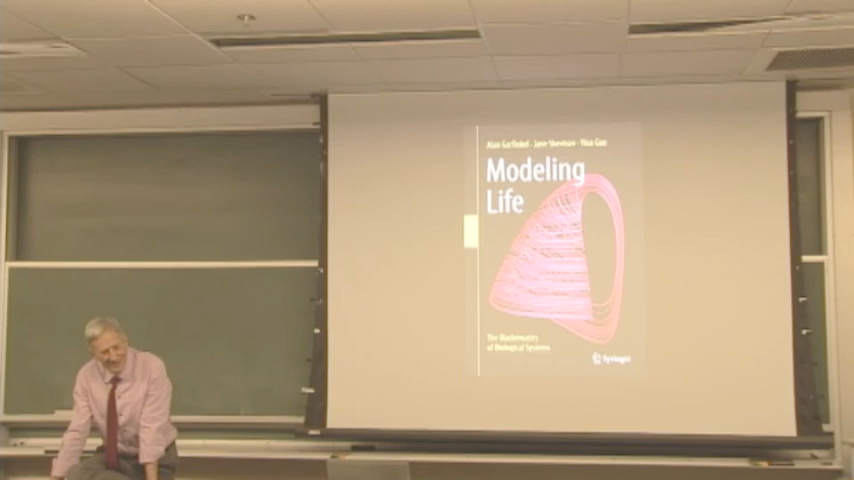 Alan Garfinkel · Jane Shevtsov · Yina Guo
Modeling
Life
The Mathematics
of Biological Systems
Springer